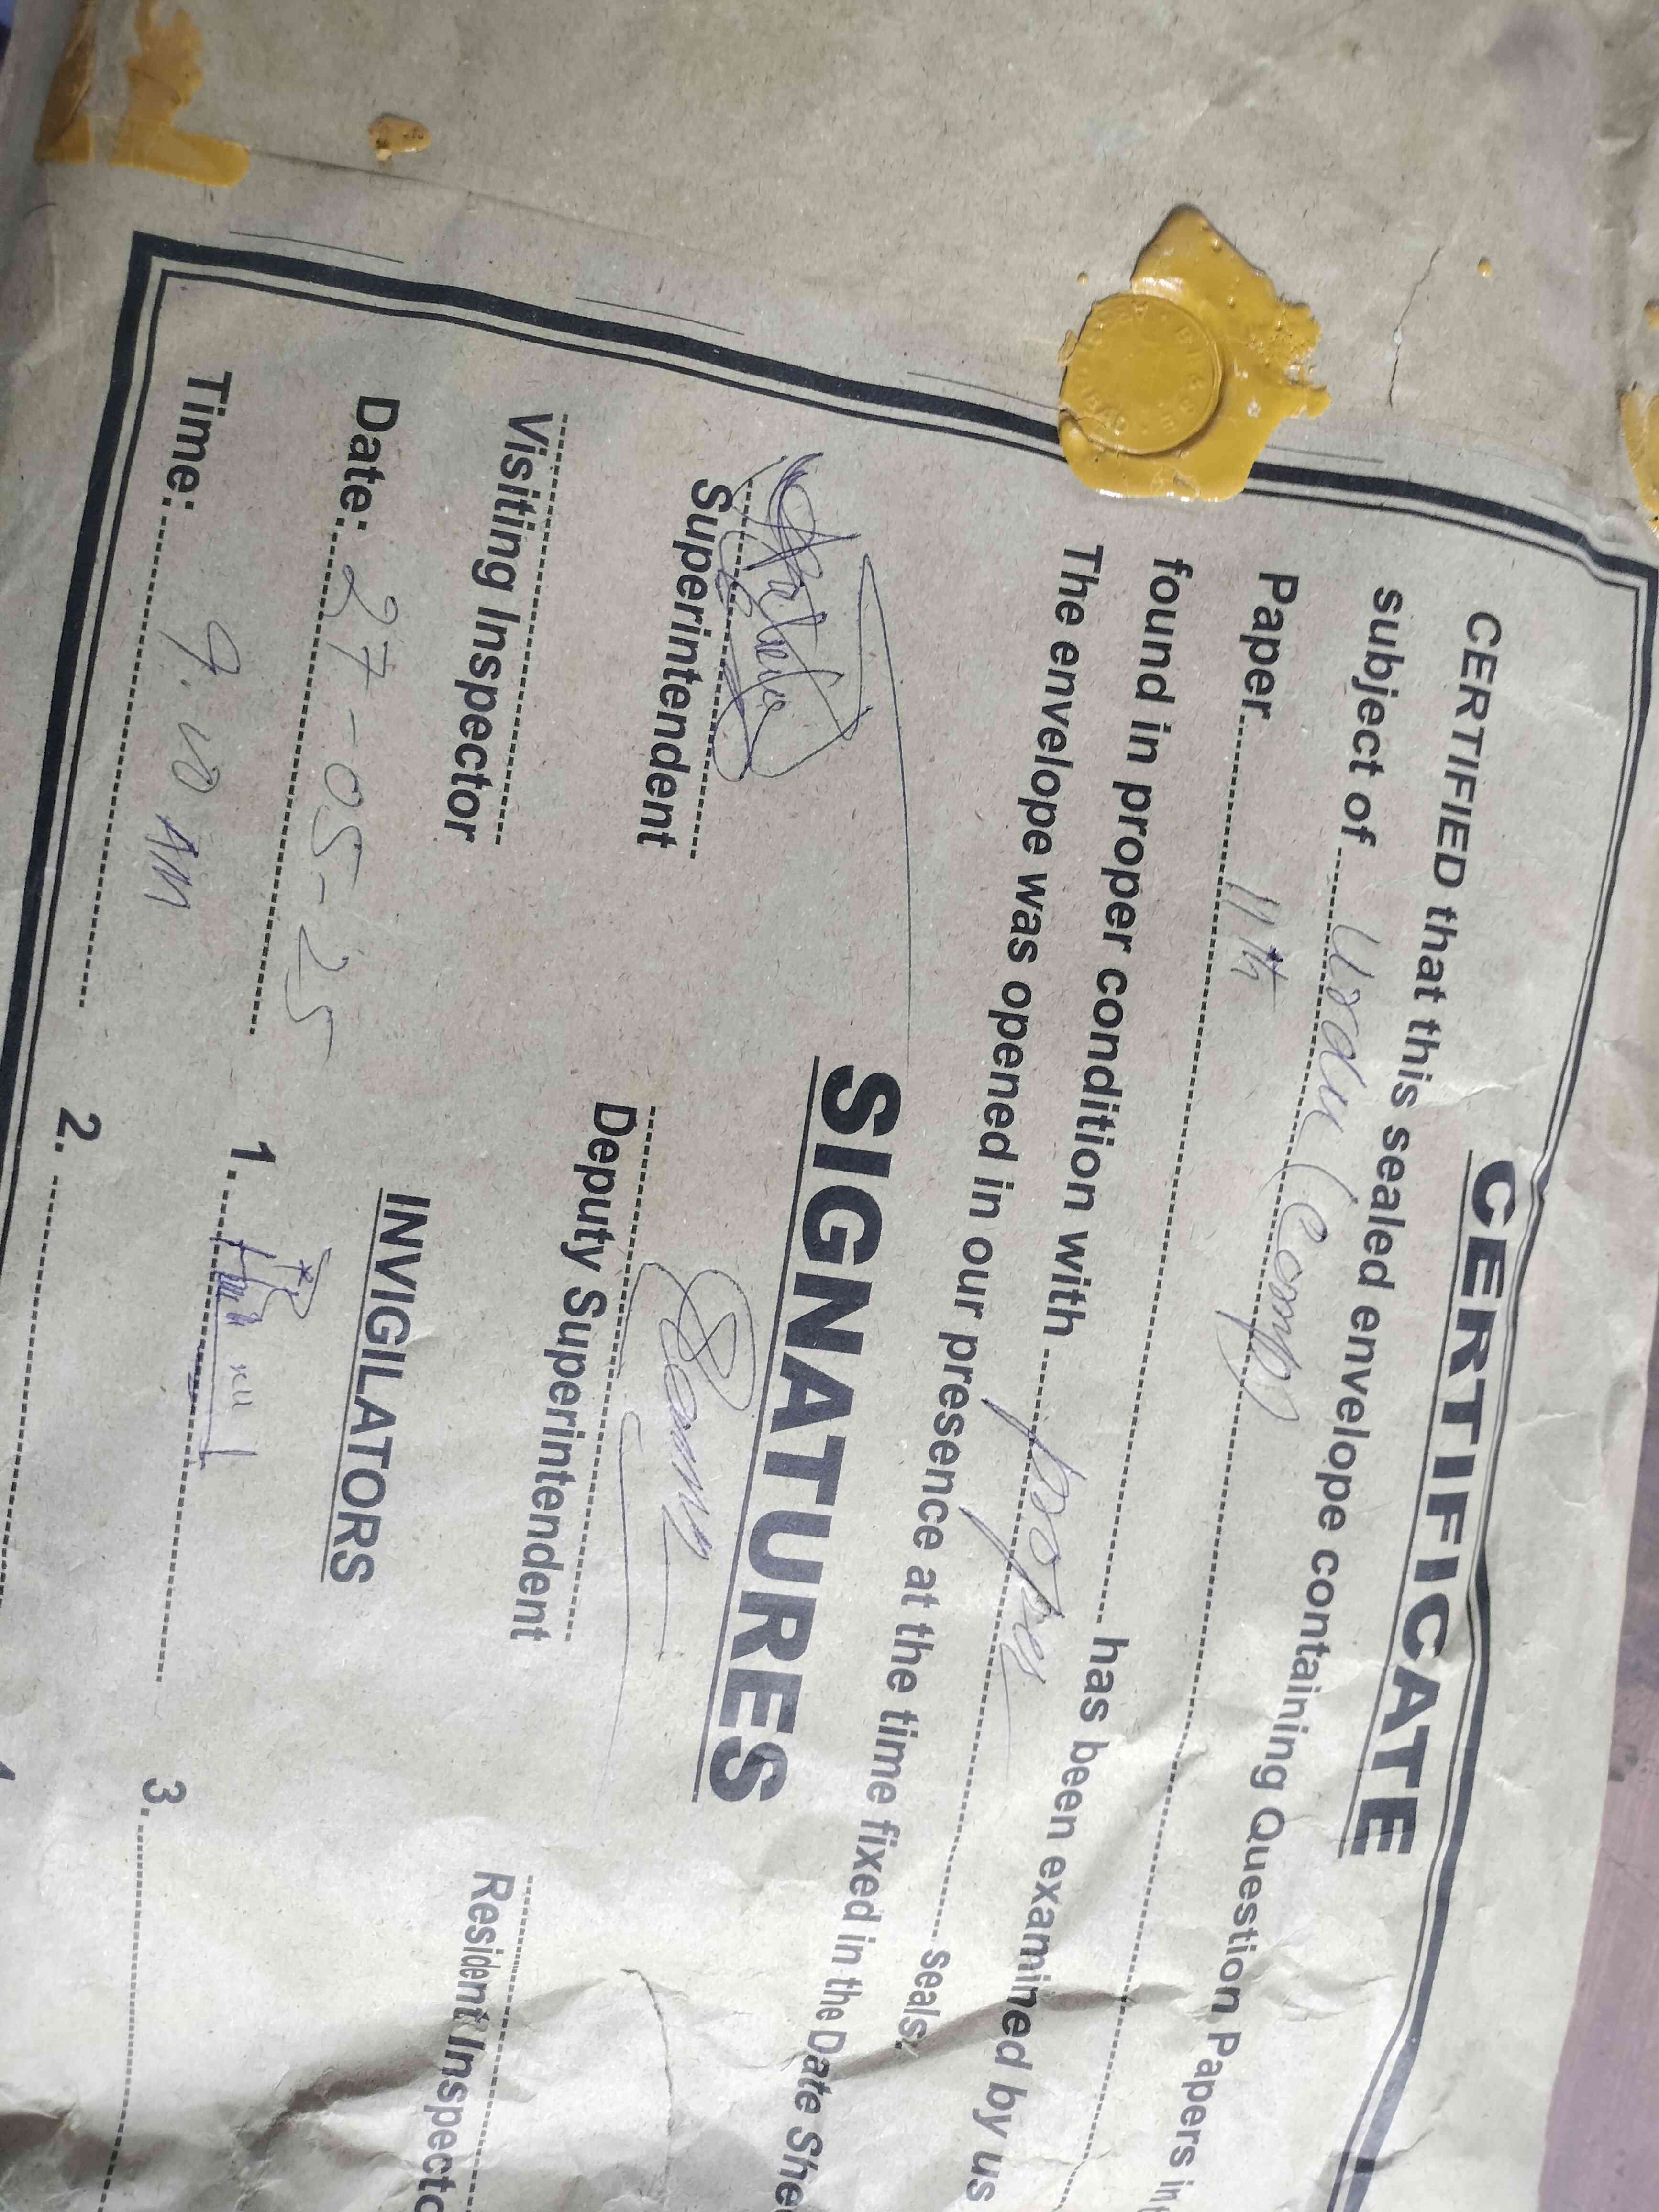 CERTIFICATE
CERTIFIED that this sealed envelope containing Question Papers in
subject of Urdu (Comp)
Paper 11th
has been examined by us
found in proper condition with proper seals.
The envelope was opened in our presence at the time fixed in the Date She
SIGNATURES
Superintendent
Deputy Superintendent
Resident Inspecto
Visiting Inspector
Date: 27-05-25
INVIGILATORS
Time: 9.00 AM
1.
3.
2.